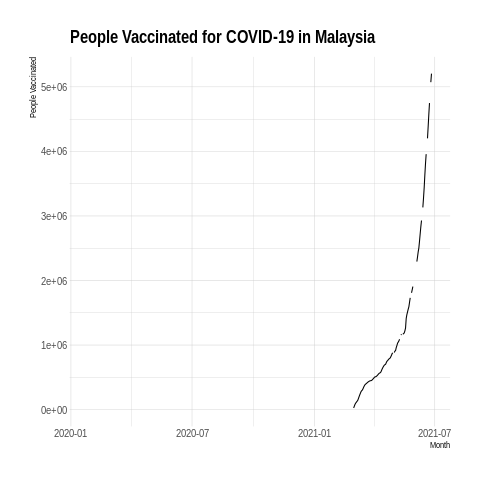 People Vaccinated for COVID-19 in Malaysia
People Vaccinated
5e+06
4e+06
3e+06
2e+06
1e+06
0e+00
2020-01 2020-07 2021-01 2021-07
Month